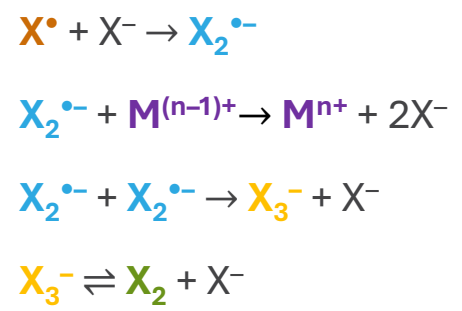 X• + X⁻ → X₂•⁻
X₂•⁻ + M⁽ⁿ⁻¹⁾⁺ → Mⁿ⁺ + 2X⁻
X₂•⁻ + X₂•⁻ → X₃⁻ + X⁻
X₃⁻ ⇌ X₂ + X⁻